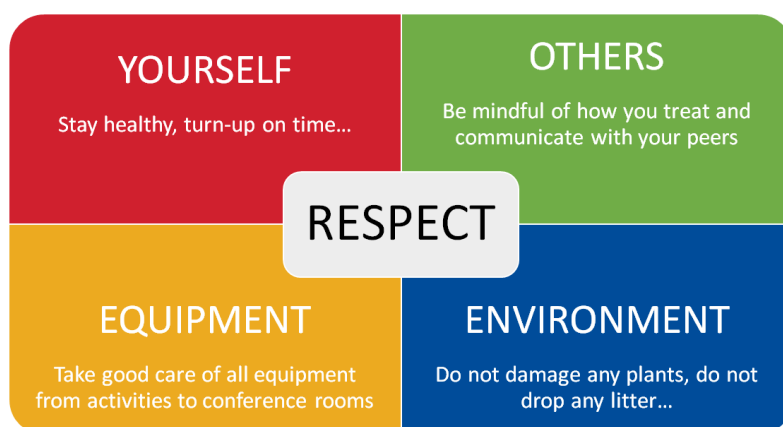 YOURSELF
Stay healthy, turn-up on time…
OTHERS
Be mindful of how you treat and
communicate with your peers
RESPECT
EQUIPMENT
Take good care of all equipment
from activities to conference rooms
ENVIRONMENT
Do not damage any plants, do not
drop any litter…